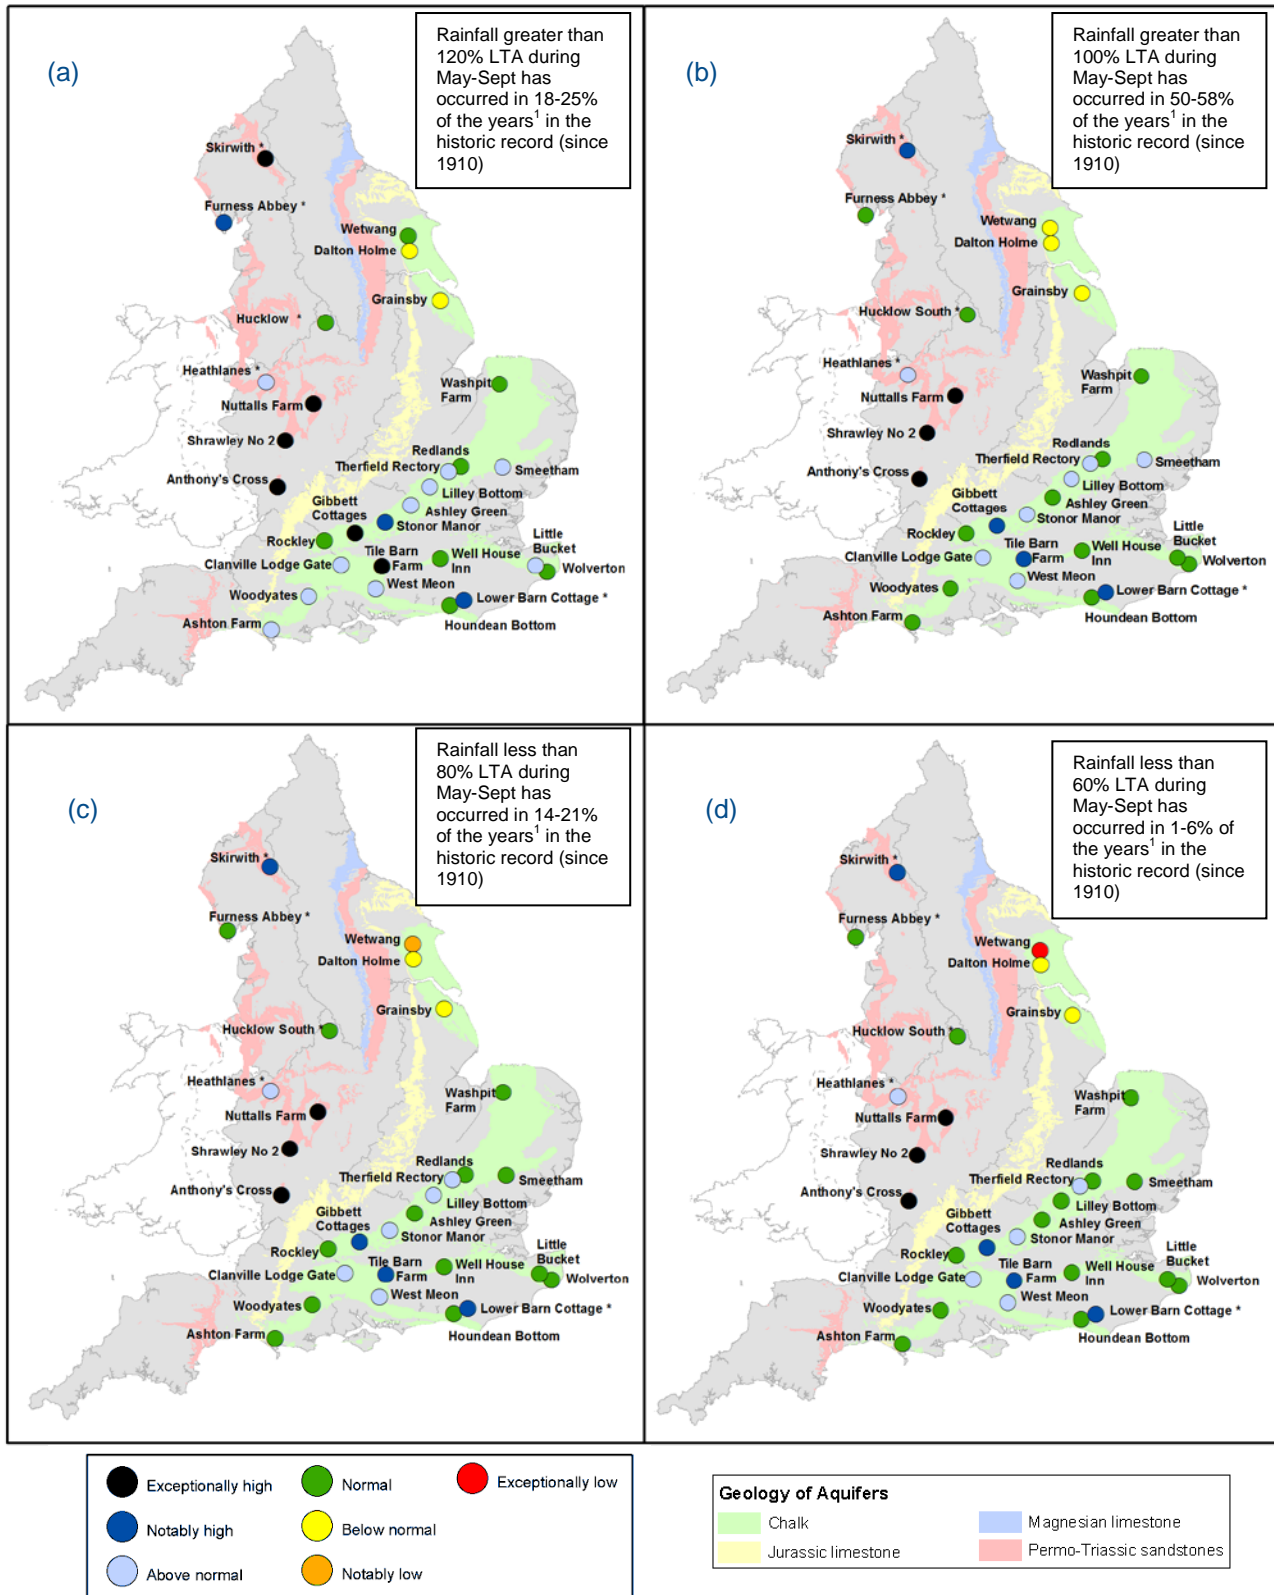 (a)
Rainfall greater than
120% LTA during
May-Sept has
occurred in 18-25%
of the years1 in the
historic record (since
1910)
Skirwith *
Furness Abbey *
Wetwang
Dalton Holme
Grainsby
Hucklow *
Heathlanes *
Washpit
Farm
Nuttalls Farm
Shrawley No 2
Redlands
Therfield Rectory
Smeetham
Anthony's Cross
Lilley Bottom
Gibbett
Cottages
Ashley Green
Stonor Manor
Little
Bucket
Rockley
Tile Barn
Farm
Well House
Inn
Clanville Lodge Gate
Wolverton
West Meon
Woodyates
Lower Barn Cottage *
Ashton Farm
Houndean Bottom
(b)
Rainfall greater than
100% LTA during
May-Sept has
occurred in 50-58%
of the years1 in the
historic record (since
1910)
Skirwith *
Furness Abbey *
Wetwang
Dalton Holme
Grainsby
Hucklow South *
Heathlanes *
Washpit
Farm
Nuttalls Farm
Shrawley No 2
Redlands
Therfield Rectory
Smeetham
Anthony's Cross
Lilley Bottom
Gibbett
Cottages
Ashley Green
Stonor Manor
Little
Bucket
Rockley
Tile Barn
Farm
Well House
Inn
Clanville Lodge Gate
Wolverton
West Meon
Woodyates
Lower Barn Cottage *
Ashton Farm
Houndean Bottom
(c)
Rainfall less than
80% LTA during
May-Sept has
occurred in 14-21%
of the years1 in the
historic record (since
1910)
Skirwith *
Furness Abbey *
Wetwang
Dalton Holme
Grainsby
Hucklow South *
Heathlanes *
Washpit
Farm
Nuttalls Farm
Shrawley No 2
Redlands
Therfield Rectory
Smeetham
Anthony's Cross
Lilley Bottom
Gibbett
Cottages
Ashley Green
Stonor Manor
Little
Bucket
Rockley
Tile Barn
Farm
Well House
Inn
Clanville Lodge Gate
Wolverton
West Meon
Woodyates
Lower Barn Cottage *
Ashton Farm
Houndean Bottom
(d)
Rainfall less than
60% LTA during
May-Sept has
occurred in 1-6% of
the years1 in the
historic record (since
1910)
Skirwith *
Furness Abbey *
Wetwang
Dalton Holme
Grainsby
Hucklow South *
Heathlanes *
Washpit
Farm
Nuttalls Farm
Shrawley No 2
Redlands
Therfield Rectory
Smeetham
Anthony's Cross
Lilley Bottom
Gibbett
Cottages
Ashley Green
Stonor Manor
Little
Bucket
Rockley
Tile Barn
Farm
Well House
Inn
Clanville Lodge Gate
Wolverton
West Meon
Woodyates
Lower Barn Cottage *
Ashton Farm
Houndean Bottom
Exceptionally high
Normal
Exceptionally low
Notably high
Below normal
Above normal
Notably low
Geology of Aquifers
Chalk
Magnesian limestone
Jurassic limestone
Permo-Triassic sandstones